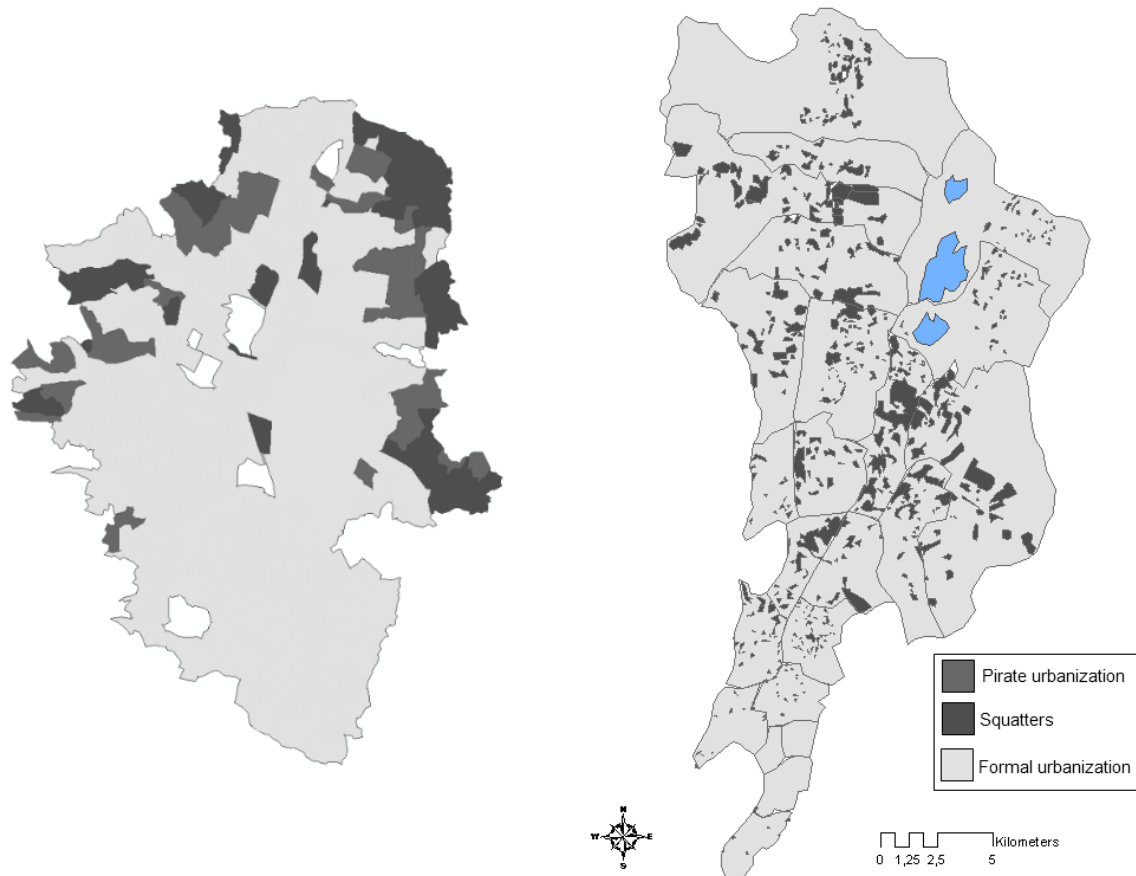 Pirate urbanization
Squatters
Formal urbanization
N
W E
S
Kilometers
0 1,25 2,5 5